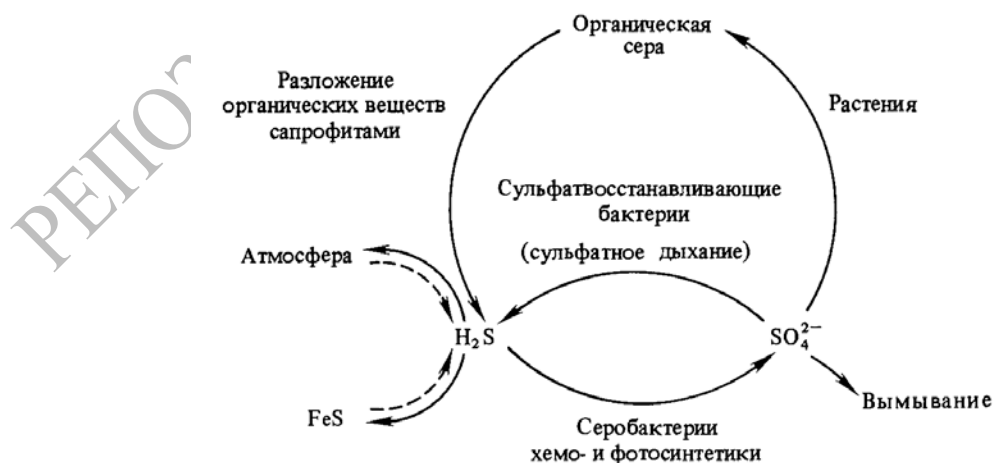 Органическая
сера
Разложение
органических веществ
сапрофитами
Растения
Сульфатвосстанавливающие
бактерии
(сульфатное дыхание)
Атмосфера
H₂S
SO₄²⁻
FeS
Вымывание
Серобактерии
хемо- и фотосинтетики